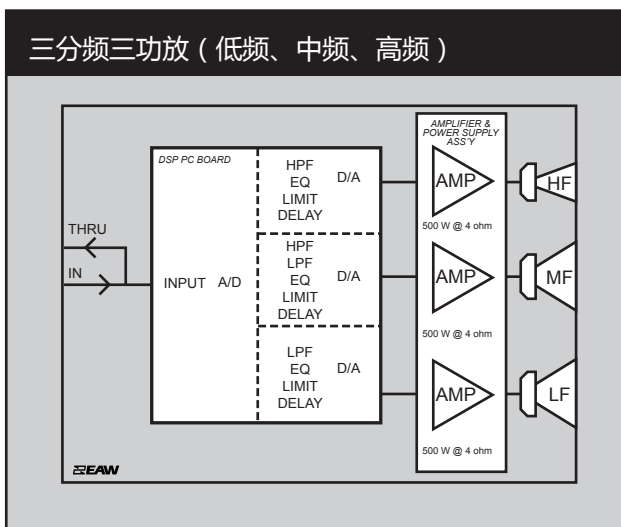 三分频三功放（低频、中频、高频）
AMPLIFIER &
POWER SUPPLY
ASS'Y
DSP PC BOARD
HPF
EQ
LIMIT
DELAY
D/A
AMP
HF
500 W @ 4 ohm
THRU
IN
INPUT A/D
HPF
LPF
EQ
LIMIT
DELAY
D/A
AMP
MF
500 W @ 4 ohm
LPF
EQ
LIMIT
DELAY
D/A
AMP
LF
500 W @ 4 ohm
EAW